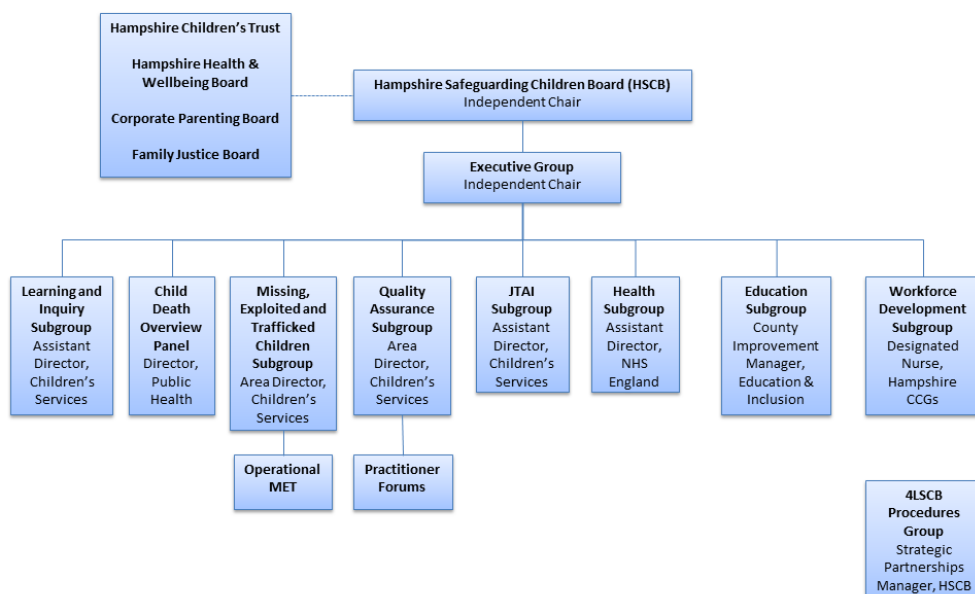 Hampshire Children's Trust
Hampshire Health &
Wellbeing Board
Corporate Parenting Board
Family Justice Board
Hampshire Safeguarding Children Board (HSCB)
Independent Chair
Executive Group
Independent Chair
Learning and
Inquiry
Subgroup
Assistant
Director,
Children's
Services
Child
Death
Overview
Panel
Director,
Public
Health
Missing,
Exploited and
Trafficked
Children
Subgroup
Area Director,
Children's
Services
Quality
Assurance
Subgroup
Area
Director,
Children's
Services
JTAI
Subgroup
Assistant
Director,
Children's
Services
Health
Subgroup
Assistant
Director,
NHS
England
Education
Subgroup
County
Improvement
Manager,
Education &
Inclusion
Workforce
Development
Subgroup
Designated
Nurse,
Hampshire
CCGs
Operational
MET
Practitioner
Forums
4LSCB
Procedures
Group
Strategic
Partnerships
Manager, HSCB